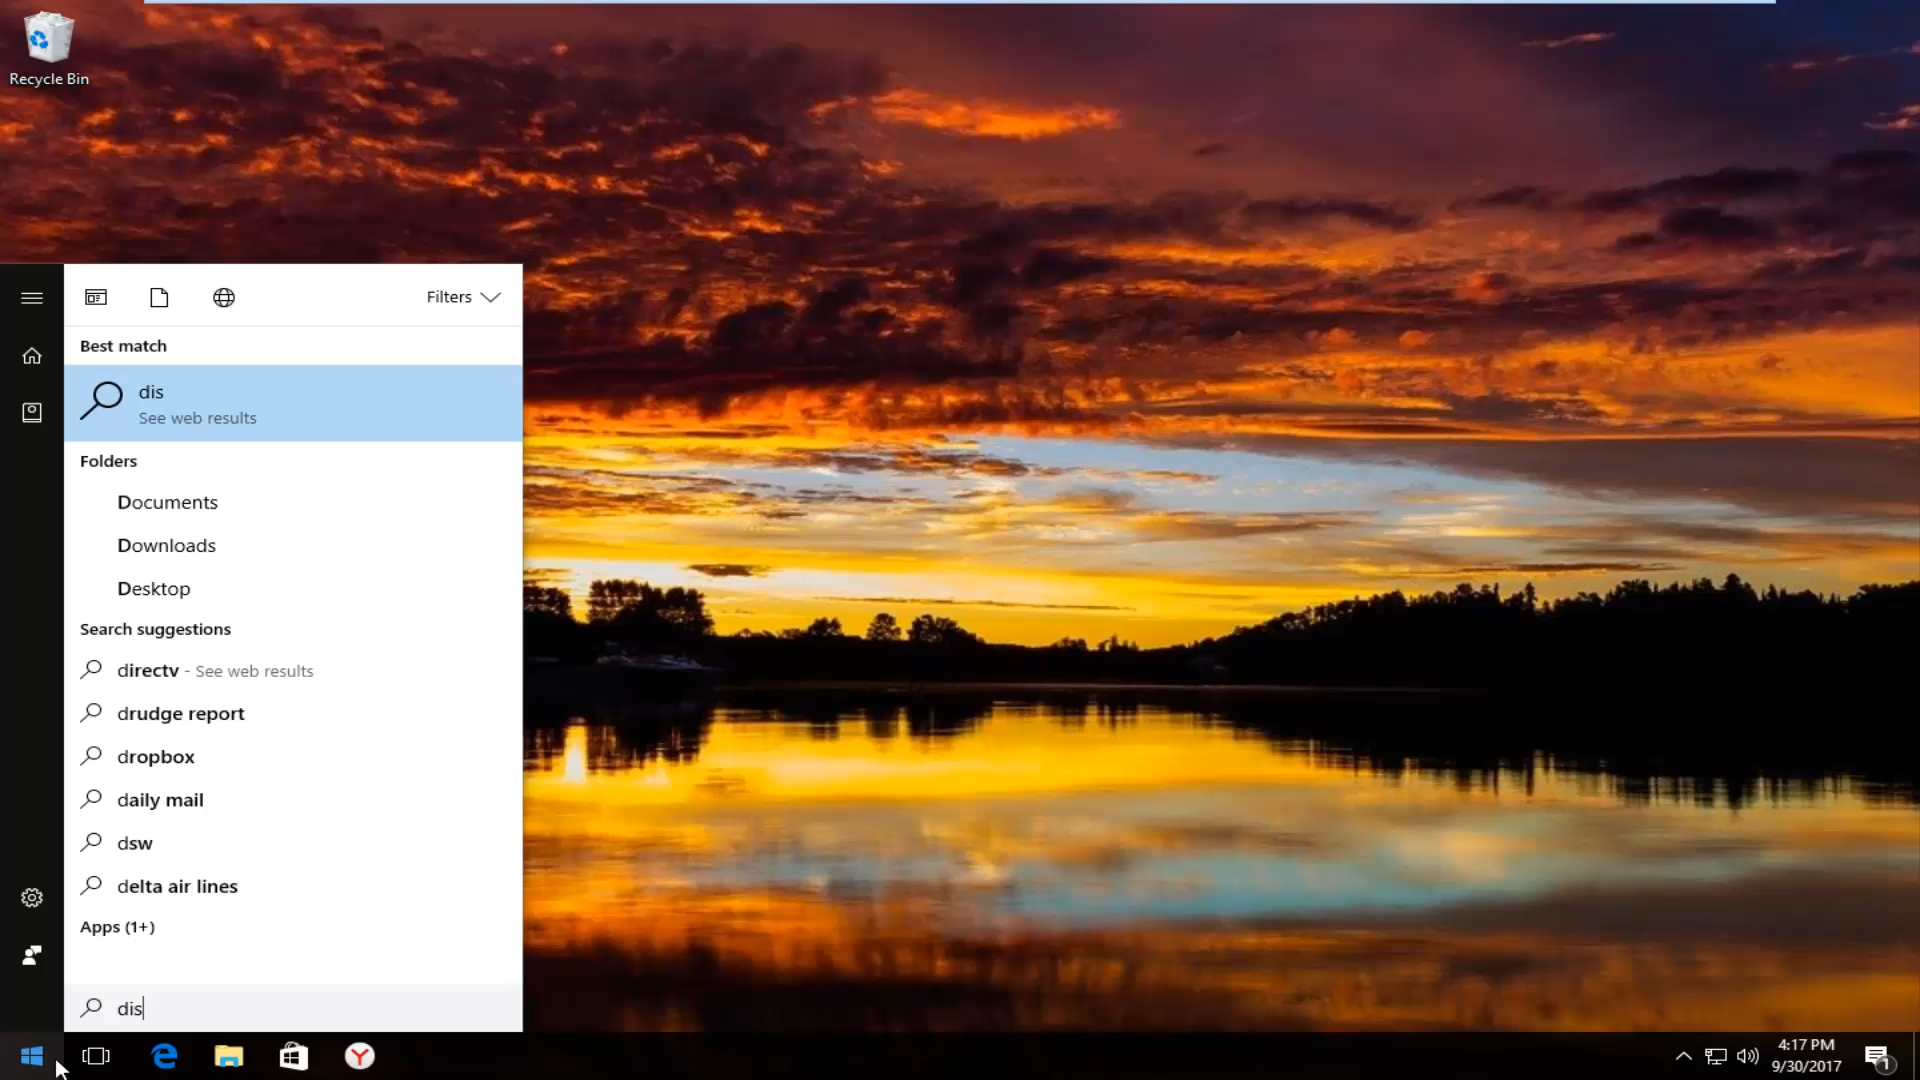 Recycle Bin
Filters
Best match
dis
See web results
Folders
Documents
Downloads
Desktop
Search suggestions
directv - See web results
drudge report
dropbox
daily mail
dsw
delta air lines
Apps (1+)
dis
4:17 PM
9/30/2017
1